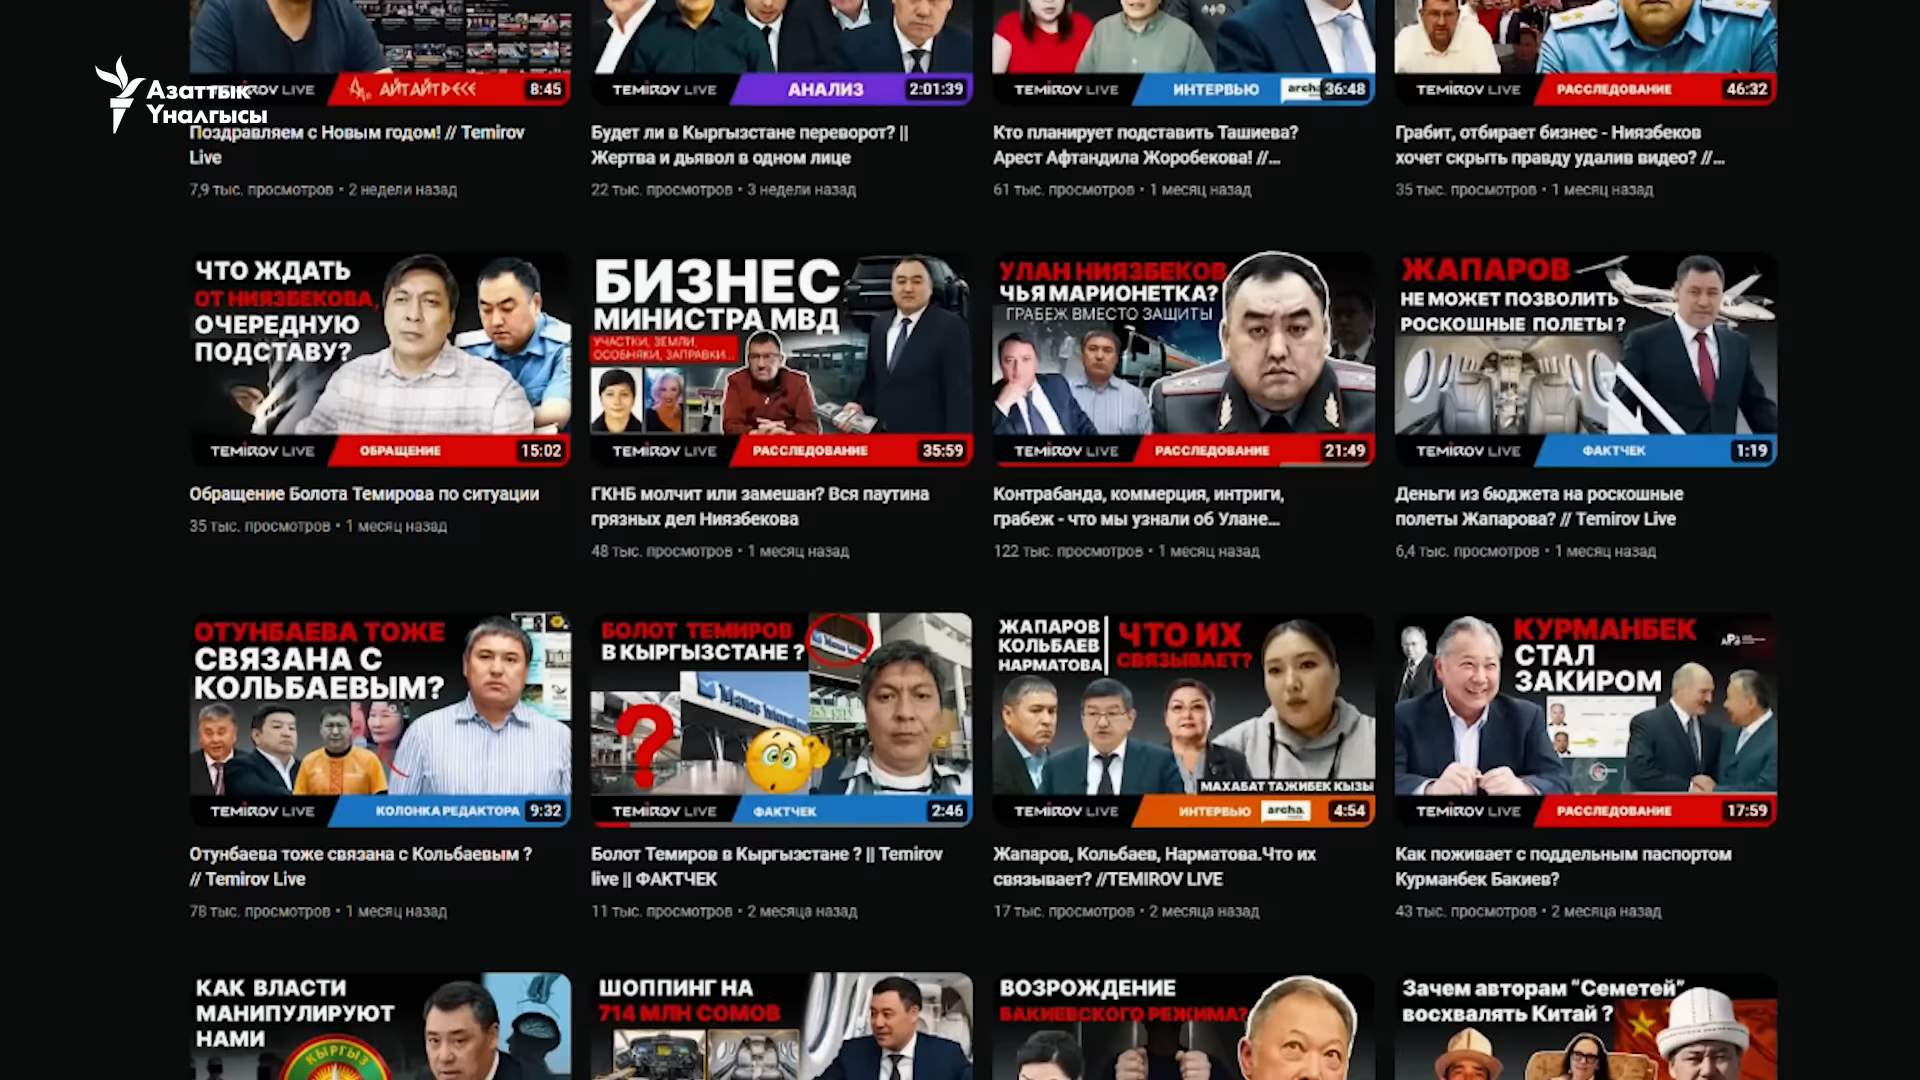 Азаттык
Үналгысы
ROV LIVE
АЙТАЙТ ДЕСЕ
8:45
Поздравляем с Новым годом! // Temirov
Live
7,9 тыс. просмотров • 2 недели назад
TEMIROV LIVE
АНАЛИЗ
2:01:39
Будет ли в Кыргызстане переворот? ||
Жертва и дьявол в одном лице
22 тыс. просмотров • 3 недели назад
TEMIROV LIVE
ИНТЕРВЬЮ
archa
36:48
Кто планирует подставить Ташиева?
Арест Афтандила Жоробекова! //...
61 тыс. просмотров • 1 месяц назад
TEMIROV LIVE
РАССЛЕДОВАНИЕ
46:32
Грабит, отбирает бизнес - Ниязбеков
хочет скрыть правду удалив видео? //...
35 тыс. просмотров • 1 месяц назад
ЧТО ЖДАТЬ
ОТ НИЯЗБЕКОВА,
ОЧЕРЕДНУЮ
ПОДСТАВУ?
TEMIROV LIVE
ОБРАЩЕНИЕ
15:02
Обращение Болота Темирова по ситуации
35 тыс. просмотров • 1 месяц назад
БИЗНЕС
МИНИСТРА МВД
УЧАСТКИ, ЗЕМЛИ,
ОСОБНЯКИ, ЗАПРАВКИ...
TEMIROV LIVE
РАССЛЕДОВАНИЕ
35:59
ГКНБ молчит или замешан? Вся паутина
грязных дел Ниязбекова
48 тыс. просмотров • 1 месяц назад
УЛАН НИЯЗБЕКОВ
ЧЬЯ МАРИОНЕТКА?
ГРАБЕЖ ВМЕСТО ЗАЩИТЫ
TEMIROV LIVE
РАССЛЕДОВАНИЕ
21:49
Контрабанда, коммерция, интриги,
грабеж - что мы узнали об Улане...
122 тыс. просмотров • 1 месяц назад
ЖАПАРОВ
НЕ МОЖЕТ ПОЗВОЛИТЬ
РОСКОШНЫЕ ПОЛЕТЫ?
TEMIROV LIVE
ФАКТЧЕК
1:19
Деньги из бюджета на роскошные
полеты Жапарова? // Temirov Live
6,4 тыс. просмотров • 1 месяц назад
ОТУНБАЕВА ТОЖЕ
СВЯЗАНА С
КОЛЬБАЕВЫМ?
TEMIROV LIVE
КОЛОНКА РЕДАКТОРА
9:32
Отунбаева тоже связана с Кольбаевым ?
// Temirov Live
78 тыс. просмотров • 1 месяц назад
БОЛОТ ТЕМИРОВ
В КЫРГЫЗСТАНЕ ?
Manas International
TEMIROV LIVE
ФАКТЧЕК
2:46
Болот Темиров в Кыргызстане ? || Temirov
live || ФАКТЧЕК
11 тыс. просмотров • 2 месяца назад
ЖАПАРОВ
КОЛЬБАЕВ
НАРМАТОВА
ЧТО ИХ
СВЯЗЫВАЕТ?
МАХАБАТ ТАЖИБЕК КЫЗЫ
TEMIROV LIVE
ИНТЕРВЬЮ
archa
4:54
Жапаров, Кольбаев, Нарматова.Что их
связывает? //TEMIROV LIVE
17 тыс. просмотров • 2 месяца назад
КУРМАНБЕК
СТАЛ
ЗАКИРОМ
TEMIROV LIVE
РАССЛЕДОВАНИЕ
17:59
Как поживает с поддельным паспортом
Курманбек Бакиев?
43 тыс. просмотров • 2 месяца назад
КАК ВЛАСТИ
МАНИПУЛИРУЮТ
НАМИ
КЫРГЫЗ
ШОППИНГ НА
714 МЛН СОМОВ
ВОЗРОЖДЕНИЕ
БАКИЕВСКОГО РЕЖИМА?
Зачем авторам “Семетей”
восхвалять Китай ?